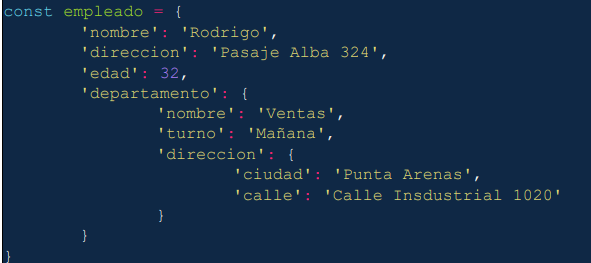 const empleado = {
'nombre': 'Rodrigo',
'direccion': 'Pasaje Alba 324',
'edad': 32,
'departamento': {
'nombre': 'Ventas',
'turno': 'Mañana',
'direccion': {
'ciudad': 'Punta Arenas',
'calle': 'Calle Insdustrial 1020'
}
}
}